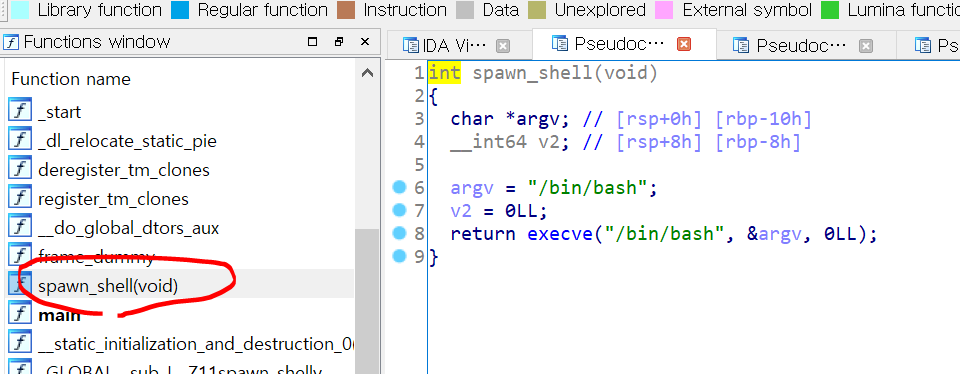 Library function Regular function Instruction Data Unexplored External symbol Lumina functio
Functions window
Function name
_start
_dl_relocate_static_pie
deregister_tm_clones
register_tm_clones
__do_global_dtors_aux
frame_dummy
spawn_shell(void)
main
__static_initialization_and_destruction_0(
_GLOBAL__sub_I__Z11spawn_shellv
IDA Vi··· Pseudoc··· Pseudoc··· Ps
1 int spawn_shell(void)
2 {
3 char *argv; // [rsp+0h] [rbp-10h]
4 __int64 v2; // [rsp+8h] [rbp-8h]
5
6 argv = "/bin/bash";
7 v2 = 0LL;
8 return execve("/bin/bash", &argv, 0LL);
9 }